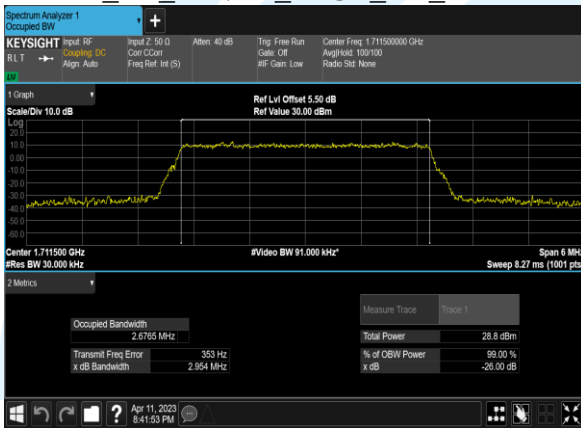 Spectrum Analyzer 1
Occupied BW
KEYSIGHT Input: RF Input Z: 50 Ω Atten: 40 dB Trig: Free Run Center Freq: 1.711500000 GHz
RLT Coupling: DC Corr CCorr Gate: Off Avg|Hold: 100/100
Align: Auto Freq Ref: Int (S) #IF Gain: Low Radio Std: None
LU
1 Graph
Ref Lvl Offset 5.50 dB
Scale/Div 10.0 dB Ref Value 30.00 dBm
Log
20.0
10.0
0.00
-10.0
-20.0
-30.0
-40.0
-50.0
-60.0
Center 1.711500 GHz #Video BW 91.000 kHz* Span 6 MHz
#Res BW 30.000 kHz Sweep 8.27 ms (1001 pts
2 Metrics
Measure Trace Trace 1
Occupied Bandwidth
2.6765 MHz Total Power 28.8 dBm
Transmit Freq Error 353 Hz % of OBW Power 99.00 %
x dB Bandwidth 2.954 MHz x dB -26.00 dB
Apr 11, 2023
8:41:53 PM